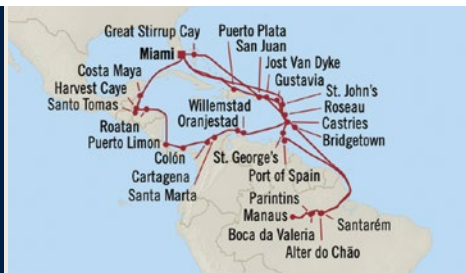 Great Stirrup Cay
Puerto Plata
San Juan
Miami
Jost Van Dyke
Gustavia
Costa Maya
Harvest Caye
Santo Tomas
Willemstad
Oranjestad
St. John's
Roseau
Castries
Bridgetown
Roatan
Puerto Limon
Colón
Cartagena
Santa Marta
St. George's
Port of Spain
Parintins
Manaus
Boca da Valeria
Santarém
Alter do Chão